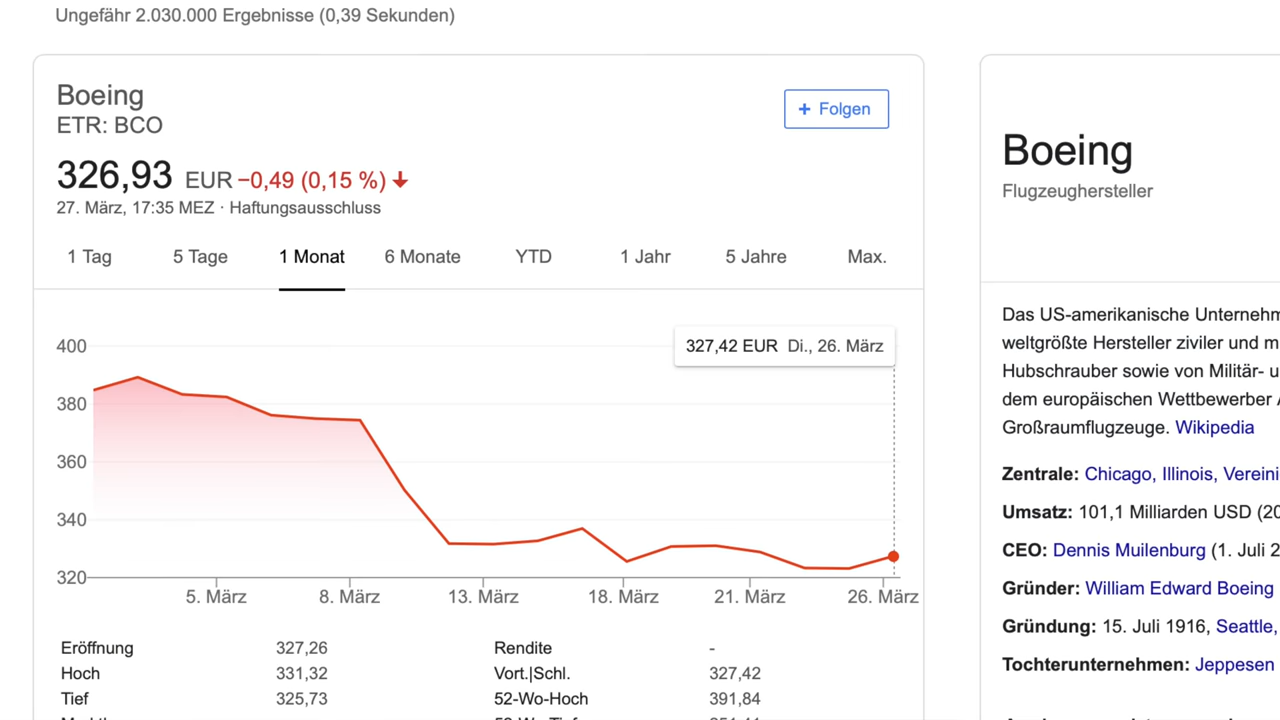 Ungefähr 2.030.000 Ergebnisse (0,39 Sekunden)
Boeing
ETR: BCO
+ Folgen
326,93 EUR −0,49 (0,15 %)
27. März, 17:35 MEZ · Haftungsausschluss
1 Tag 5 Tage 1 Monat 6 Monate YTD 1 Jahr 5 Jahre Max.
327,42 EUR Di., 26. März
400
380
360
340
320
5. März 8. März 13. März 18. März 21. März 26. März
Eröffnung 327,26 Rendite -
Hoch 331,32 Vort.|Schl. 327,42
Tief 325,73 52-Wo-Hoch 391,84
Boeing
Flugzeughersteller
Das US-amerikanische Unternehm
weltgrößte Hersteller ziviler und m
Hubschrauber sowie von Militär- u
dem europäischen Wettbewerber
Großraumflugzeuge. Wikipedia
Zentrale: Chicago, Illinois, Vereini
Umsatz: 101,1 Milliarden USD (20
CEO: Dennis Muilenburg (1. Juli 2
Gründer: William Edward Boeing
Gründung: 15. Juli 1916, Seattle,
Tochterunternehmen: Jeppesen